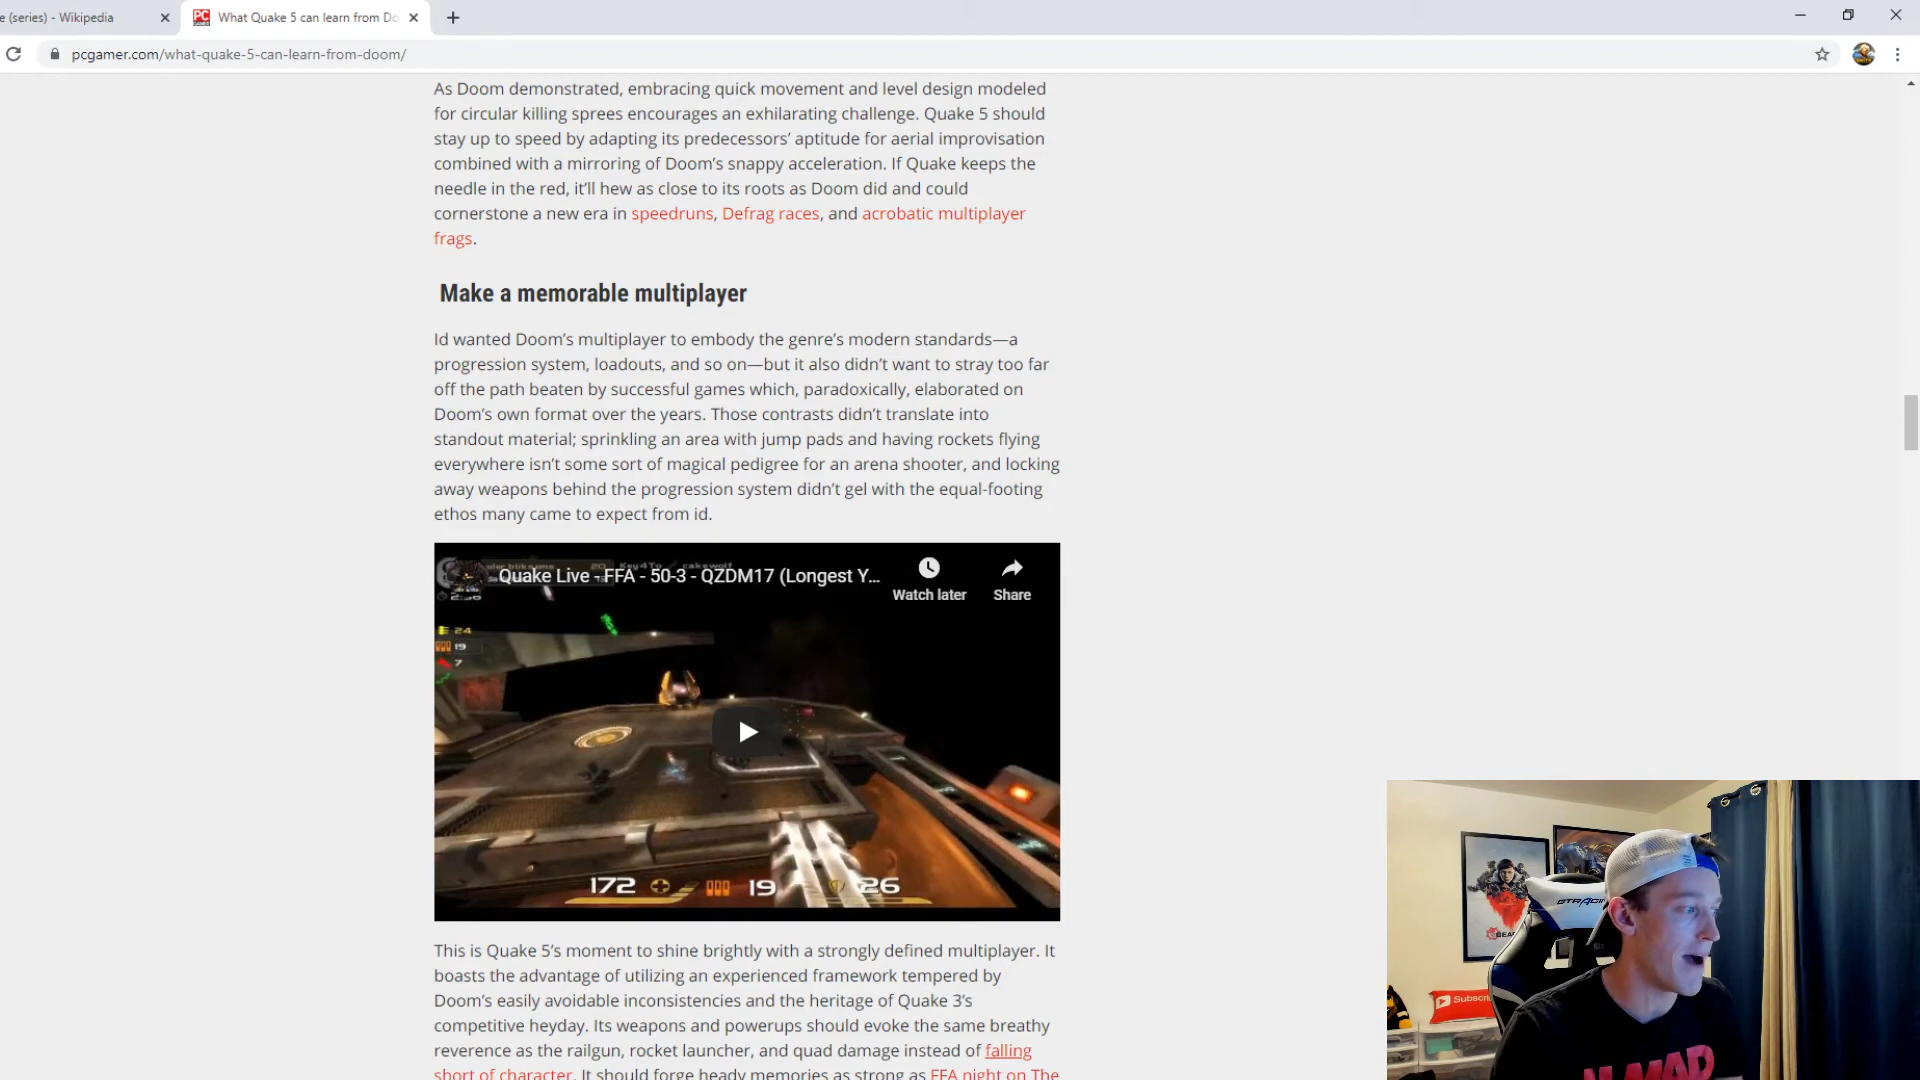 e (series) - Wikipedia
What Quake 5 can learn from Do
pcgamer.com/what-quake-5-can-learn-from-doom/
As Doom demonstrated, embracing quick movement and level design modeled
for circular killing sprees encourages an exhilarating challenge. Quake 5 should
stay up to speed by adapting its predecessors’ aptitude for aerial improvisation
combined with a mirroring of Doom’s snappy acceleration. If Quake keeps the
needle in the red, it’ll hew as close to its roots as Doom did and could
cornerstone a new era in speedruns, Defrag races, and acrobatic multiplayer
frags.
Make a memorable multiplayer
Id wanted Doom’s multiplayer to embody the genre’s modern standards—a
progression system, loadouts, and so on—but it also didn’t want to stray too far
off the path beaten by successful games which, paradoxically, elaborated on
Doom’s own format over the years. Those contrasts didn’t translate into
standout material; sprinkling an area with jump pads and having rockets flying
everywhere isn’t some sort of magical pedigree for an arena shooter, and locking
away weapons behind the progression system didn’t gel with the equal-footing
ethos many came to expect from id.
Quake Live - FFA - 50-3 - QZDM17 (Longest Y...
Watch later
Share
24
19
7
172 19 26
This is Quake 5’s moment to shine brightly with a strongly defined multiplayer. It
boasts the advantage of utilizing an experienced framework tempered by
Doom’s easily avoidable inconsistencies and the heritage of Quake 3’s
competitive heyday. Its weapons and powerups should evoke the same breathy
reverence as the railgun, rocket launcher, and quad damage instead of falling
short of character. It should forge heady memories as strong as FFA night on The
GTRACING
Subscri